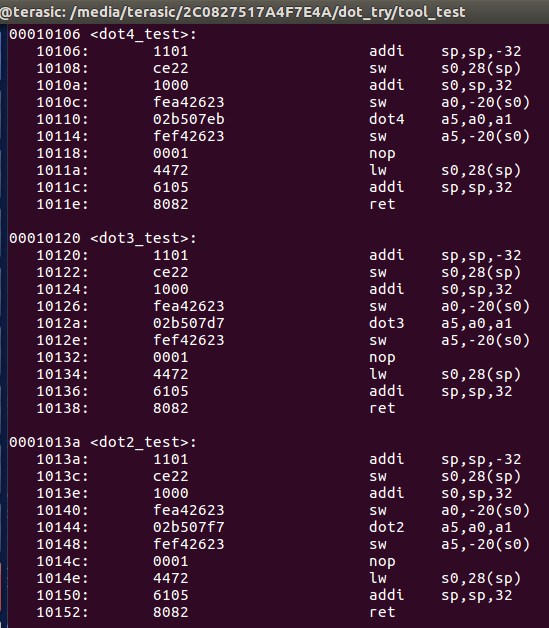 @terasic: /media/terasic/2C0827517A4F7E4A/dot_try/tool_test
00010106 <dot4_test>:
10106: 1101 addi sp,sp,-32
10108: ce22 sw s0,28(sp)
1010a: 1000 addi s0,sp,32
1010c: fea42623 sw a0,-20(s0)
10110: 02b507eb dot4 a5,a0,a1
10114: fef42623 sw a5,-20(s0)
10118: 0001 nop
1011a: 4472 lw s0,28(sp)
1011c: 6105 addi sp,sp,32
1011e: 8082 ret
00010120 <dot3_test>:
10120: 1101 addi sp,sp,-32
10122: ce22 sw s0,28(sp)
10124: 1000 addi s0,sp,32
10126: fea42623 sw a0,-20(s0)
1012a: 02b507d7 dot3 a5,a0,a1
1012e: fef42623 sw a5,-20(s0)
10132: 0001 nop
10134: 4472 lw s0,28(sp)
10136: 6105 addi sp,sp,32
10138: 8082 ret
0001013a <dot2_test>:
1013a: 1101 addi sp,sp,-32
1013c: ce22 sw s0,28(sp)
1013e: 1000 addi s0,sp,32
10140: fea42623 sw a0,-20(s0)
10144: 02b507f7 dot2 a5,a0,a1
10148: fef42623 sw a5,-20(s0)
1014c: 0001 nop
1014e: 4472 lw s0,28(sp)
10150: 6105 addi sp,sp,32
10152: 8082 ret